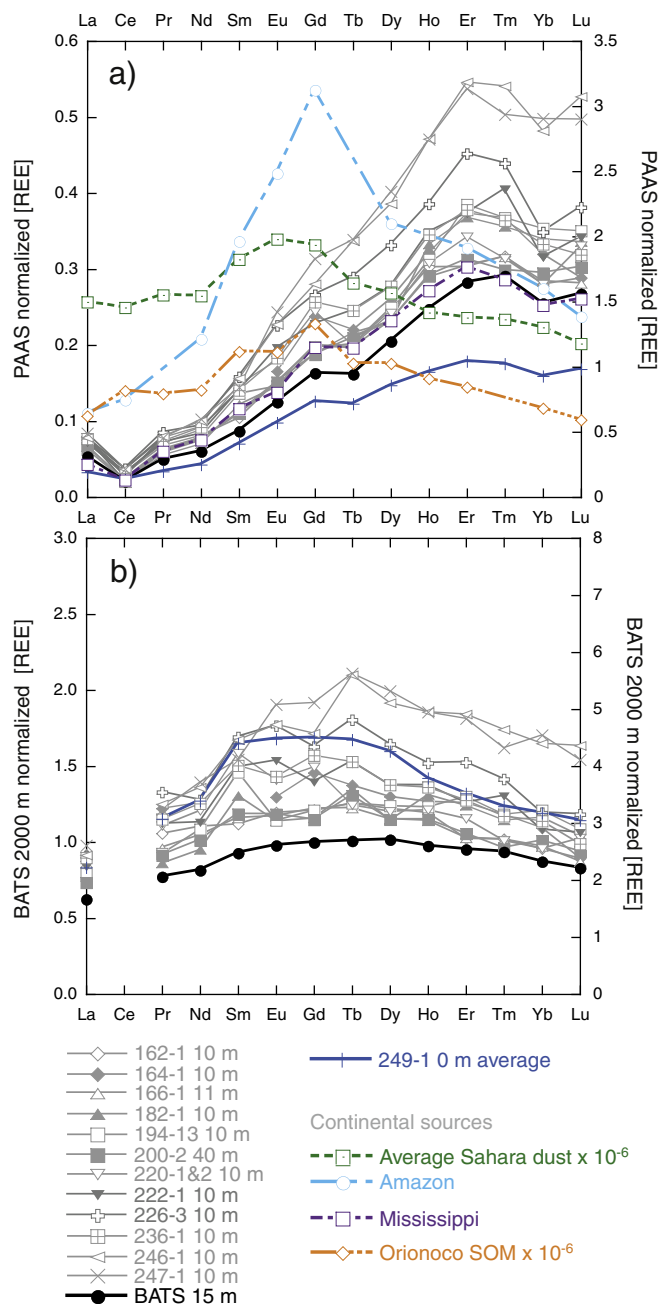 La Ce Pr Nd Sm Eu Gd Tb Dy Ho Er Tm Yb Lu
a)
0.6
0.5
0.4
0.3
0.2
0.1
0.0
PAAS normalized [REE]
3.5
3
2.5
2
1.5
1
0.5
0
PAAS normalized [REE]
La Ce Pr Nd Sm Eu Gd Tb Dy Ho Er Tm Yb Lu
b)
3.0
2.5
2.0
1.5
1.0
0.5
0.0
BATS 2000 m normalized [REE]
8
7
6
5
4
3
2
1
0
BATS 2000 m normalized [REE]
La Ce Pr Nd Sm Eu Gd Tb Dy Ho Er Tm Yb Lu
162-1 10 m
164-1 10 m
166-1 11 m
182-1 10 m
194-13 10 m
200-2 40 m
220-1&2 10 m
222-1 10 m
226-3 10 m
236-1 10 m
246-1 10 m
247-1 10 m
BATS 15 m
249-1 0 m average
Continental sources
Average Sahara dust x 10⁻⁶
Amazon
Mississippi
Orionoco SOM x 10⁻⁶